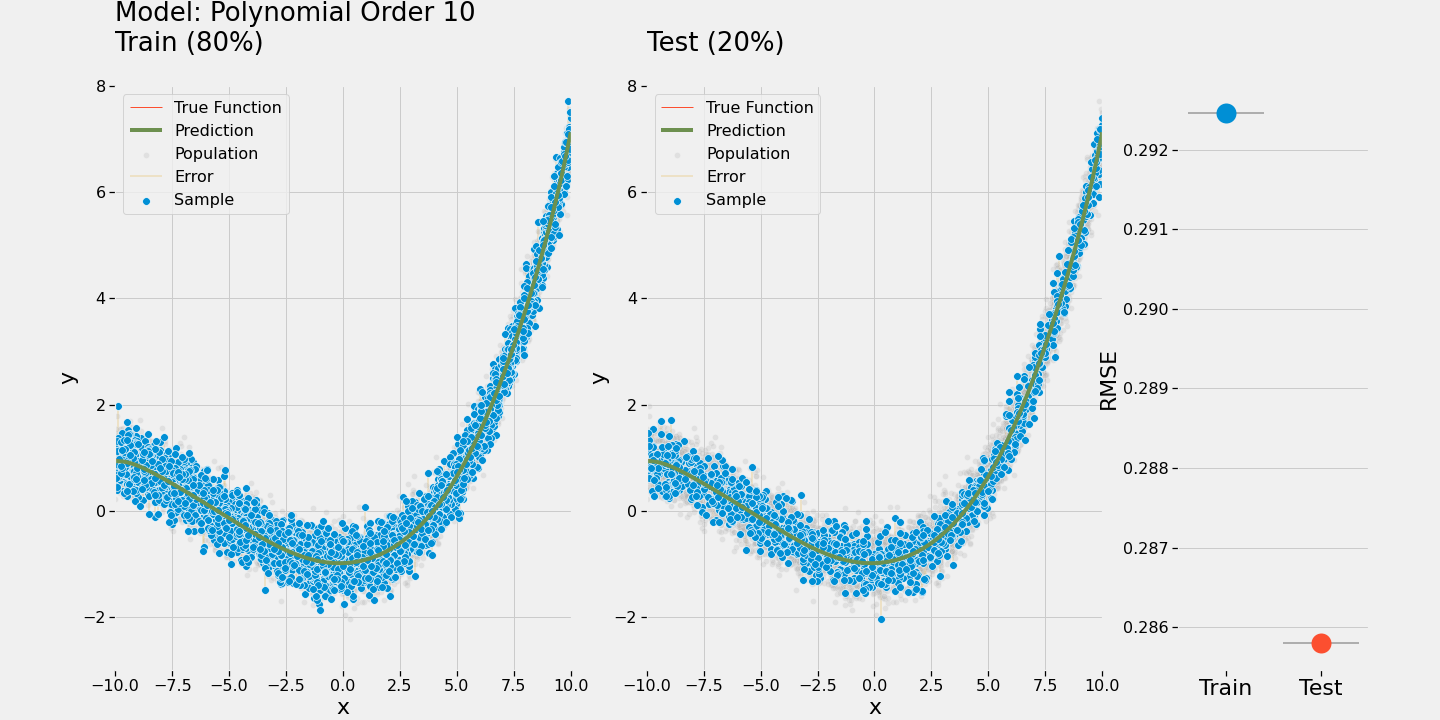 Model: Polynomial Order 10
Train (80%)
Test (20%)
True Function
Prediction
Population
Error
Sample
8
6
4
2
0
−2
y
−10.0 −7.5 −5.0 −2.5 0.0 2.5 5.0 7.5 10.0
x
True Function
Prediction
Population
Error
Sample
8
6
4
2
0
−2
y
−10.0 −7.5 −5.0 −2.5 0.0 2.5 5.0 7.5 10.0
x
0.292
0.291
0.290
0.289
0.288
0.287
0.286
RMSE
Train Test